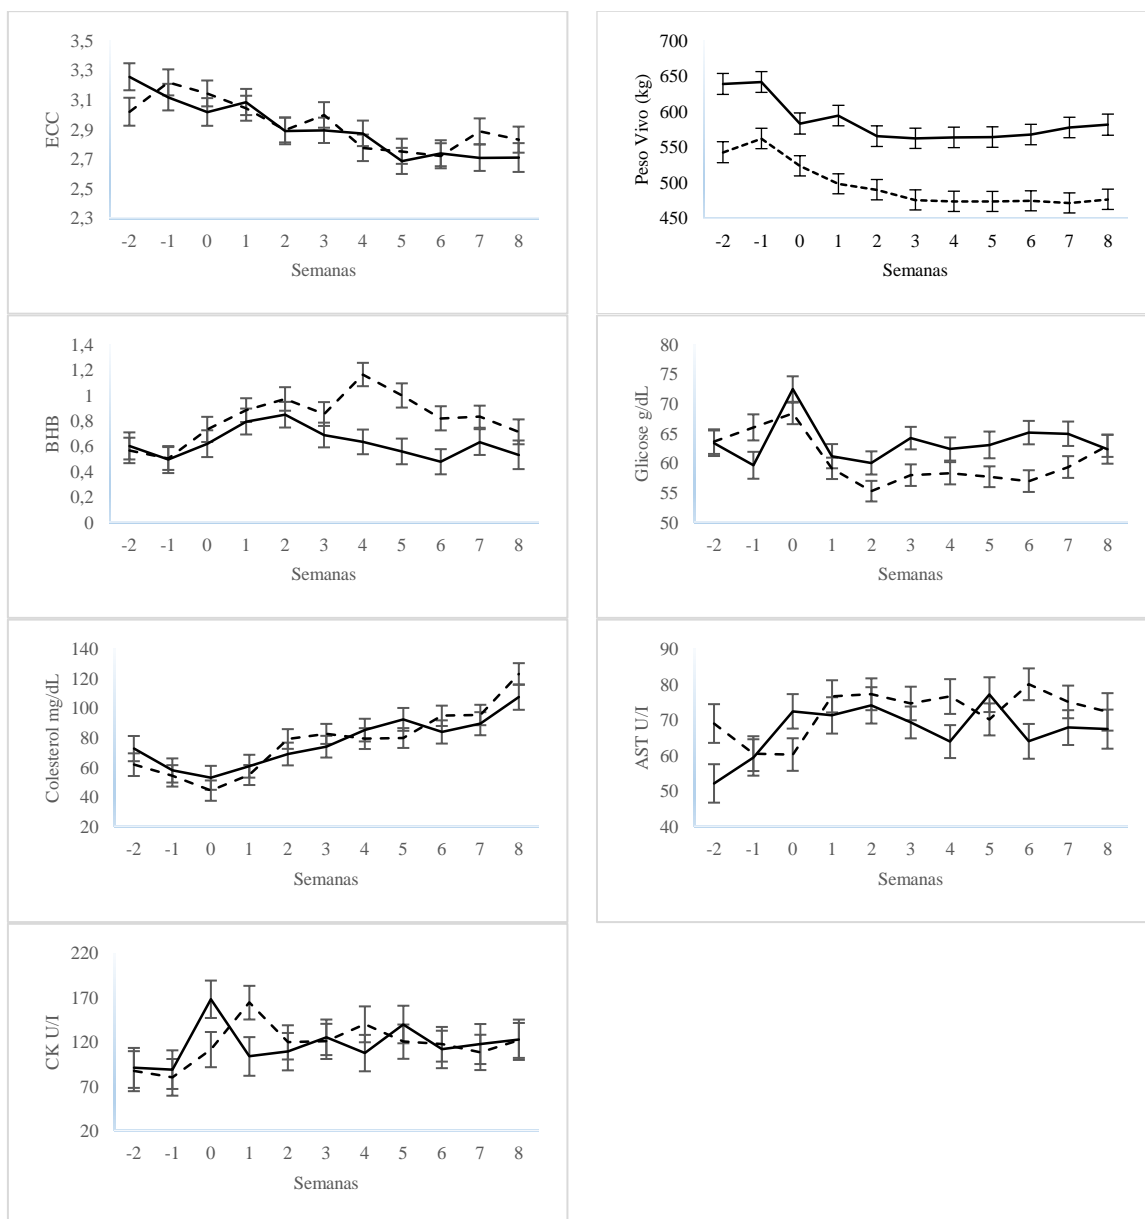 ECC
3,5
3,3
3,1
2,9
2,7
2,5
2,3
-2 -1 0 1 2 3 4 5 6 7 8
Semanas
Peso Vivo (kg)
700
650
600
550
500
450
-2 -1 0 1 2 3 4 5 6 7 8
Semanas
BHB
1,4
1,2
1
0,8
0,6
0,4
0,2
0
-2 -1 0 1 2 3 4 5 6 7 8
Semanas
Glicose g/dL
80
75
70
65
60
55
50
-2 -1 0 1 2 3 4 5 6 7 8
Semanas
Colesterol mg/dL
140
120
100
80
60
40
20
-2 -1 0 1 2 3 4 5 6 7 8
Semanas
AST U/I
90
80
70
60
50
40
-2 -1 0 1 2 3 4 5 6 7 8
Semanas
CK U/I
220
170
120
70
20
-2 -1 0 1 2 3 4 5 6 7 8
Semanas